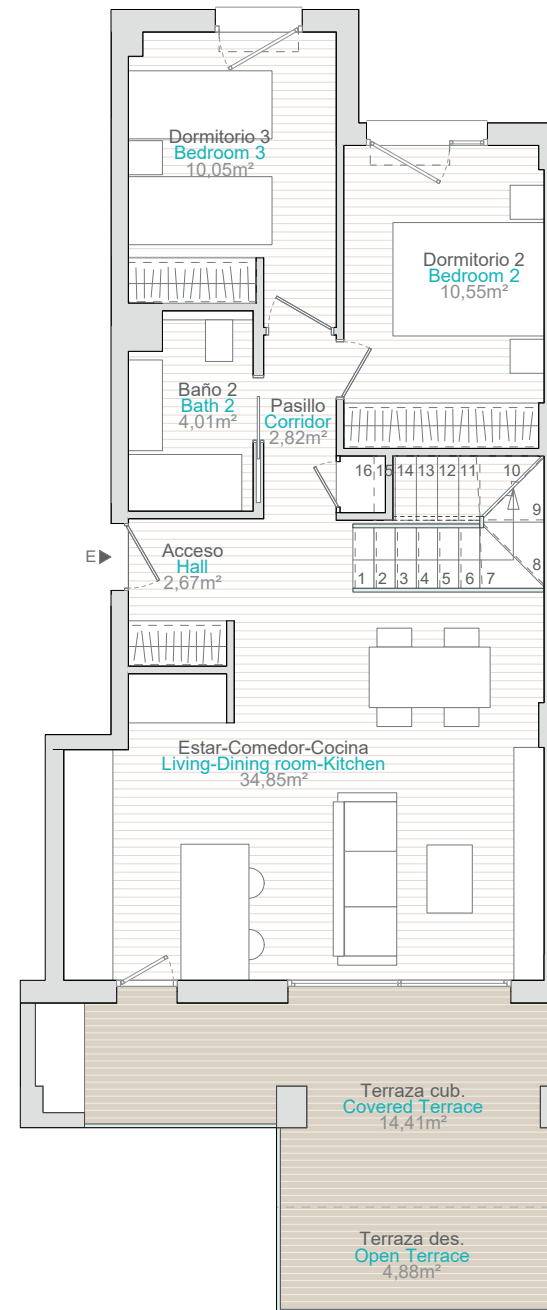 Dormitorio 3
Bedroom 3
10,05m²
Dormitorio 2
Bedroom 2
10,55m²
Baño 2
Bath 2
4,01m²
Pasillo
Corridor
2,82m²
16 15 14 13 12 11 10
9
8
E
Acceso
Hall
2,67m²
1 2 3 4 5 6 7
Estar-Comedor-Cocina
Living-Dining room-Kitchen
34,85m²
Terraza cub.
Covered Terrace
14,41m²
Terraza des.
Open Terrace
4,88m²